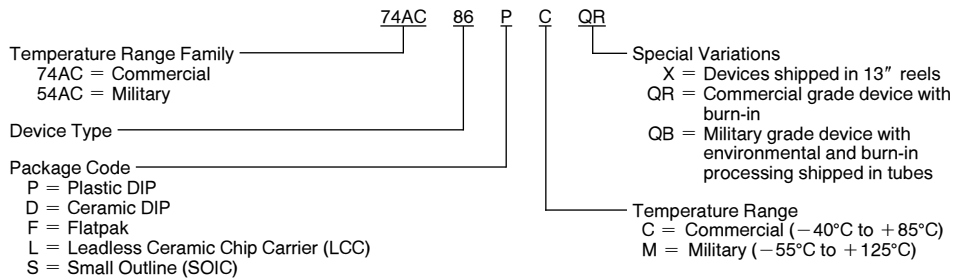 74AC 86 P C QR
Temperature Range Family
74AC = Commercial
54AC = Military
Device Type
Package Code
P = Plastic DIP
D = Ceramic DIP
F = Flatpak
L = Leadless Ceramic Chip Carrier (LCC)
S = Small Outline (SOIC)
Special Variations
X = Devices shipped in 13″ reels
QR = Commercial grade device with
burn-in
QB = Military grade device with
environmental and burn-in
processing shipped in tubes
Temperature Range
C = Commercial (−40°C to +85°C)
M = Military (−55°C to +125°C)